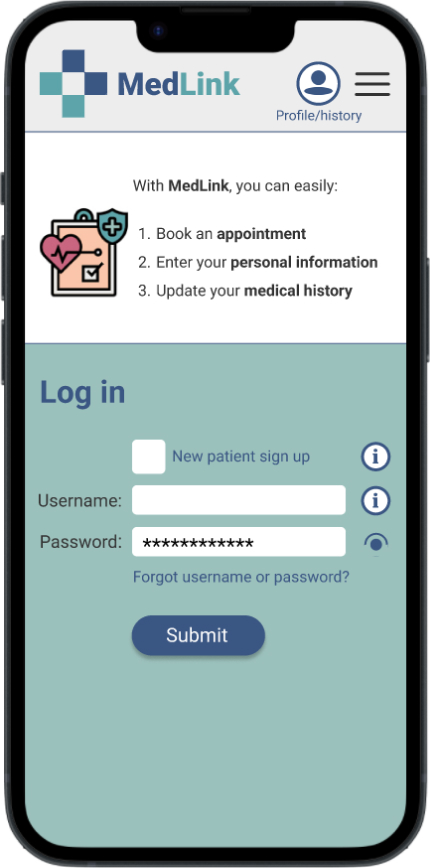 MedLink
Profile/history
With MedLink, you can easily:
1. Book an appointment
2. Enter your personal information
3. Update your medical history
Log in
New patient sign up
i
Username:
i
Password: ************
Forgot username or password?
Submit